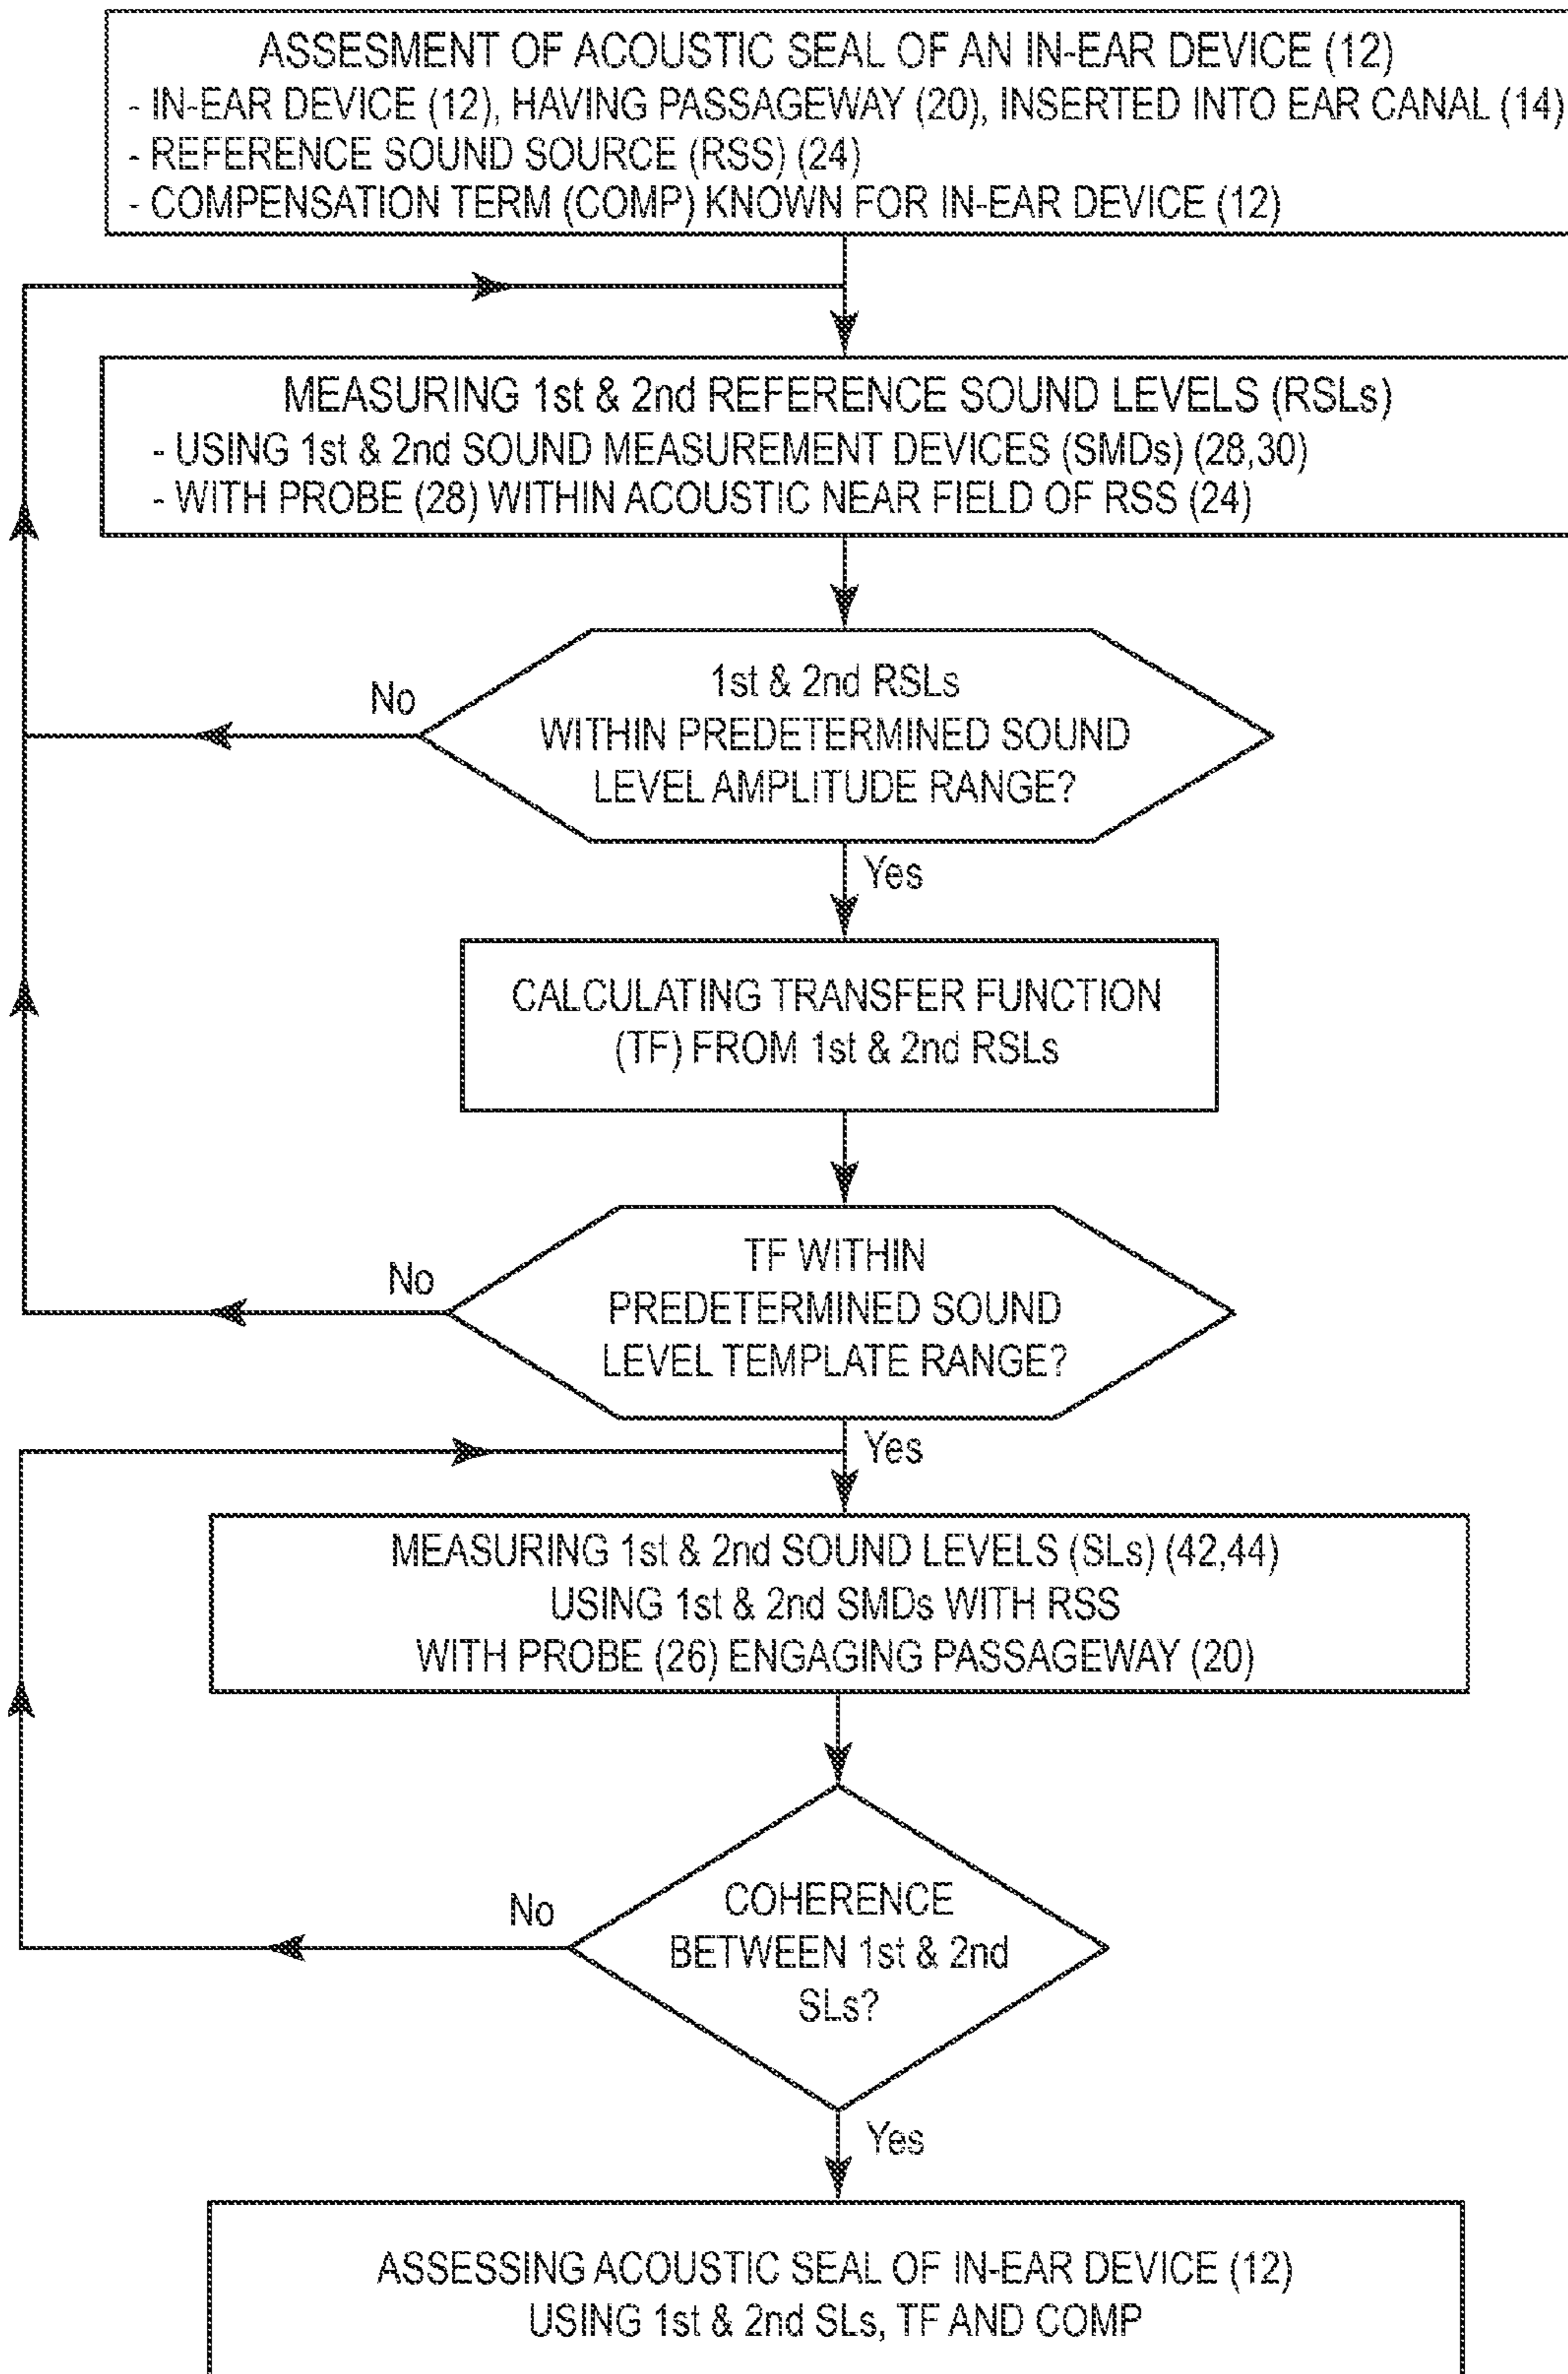 ASSESMENT OF ACOUSTIC SEAL OF AN IN-EAR DEVICE (12)
- IN-EAR DEVICE (12), HAVING PASSAGEWAY (20), INSERTED INTO EAR CANAL (14)
- REFERENCE SOUND SOURCE (RSS) (24)
- COMPENSATION TERM (COMP) KNOWN FOR IN-EAR DEVICE (12)
MEASURING 1st & 2nd REFERENCE SOUND LEVELS (RSLs)
- USING 1st & 2nd SOUND MEASUREMENT DEVICES (SMDs) (28,30)
- WITH PROBE (28) WITHIN ACOUSTIC NEAR FIELD OF RSS (24)
1st & 2nd RSLs
WITHIN PREDETERMINED SOUND
LEVEL AMPLITUDE RANGE?
No
Yes
CALCULATING TRANSFER FUNCTION
(TF) FROM 1st & 2nd RSLs
TF WITHIN
PREDETERMINED SOUND
LEVEL TEMPLATE RANGE?
No
Yes
MEASURING 1st & 2nd SOUND LEVELS (SLs) (42,44)
USING 1st & 2nd SMDs WITH RSS
WITH PROBE (26) ENGAGING PASSAGEWAY (20)
COHERENCE
BETWEEN 1st & 2nd
SLs?
No
Yes
ASSESSING ACOUSTIC SEAL OF IN-EAR DEVICE (12)
USING 1st & 2nd SLs, TF AND COMP